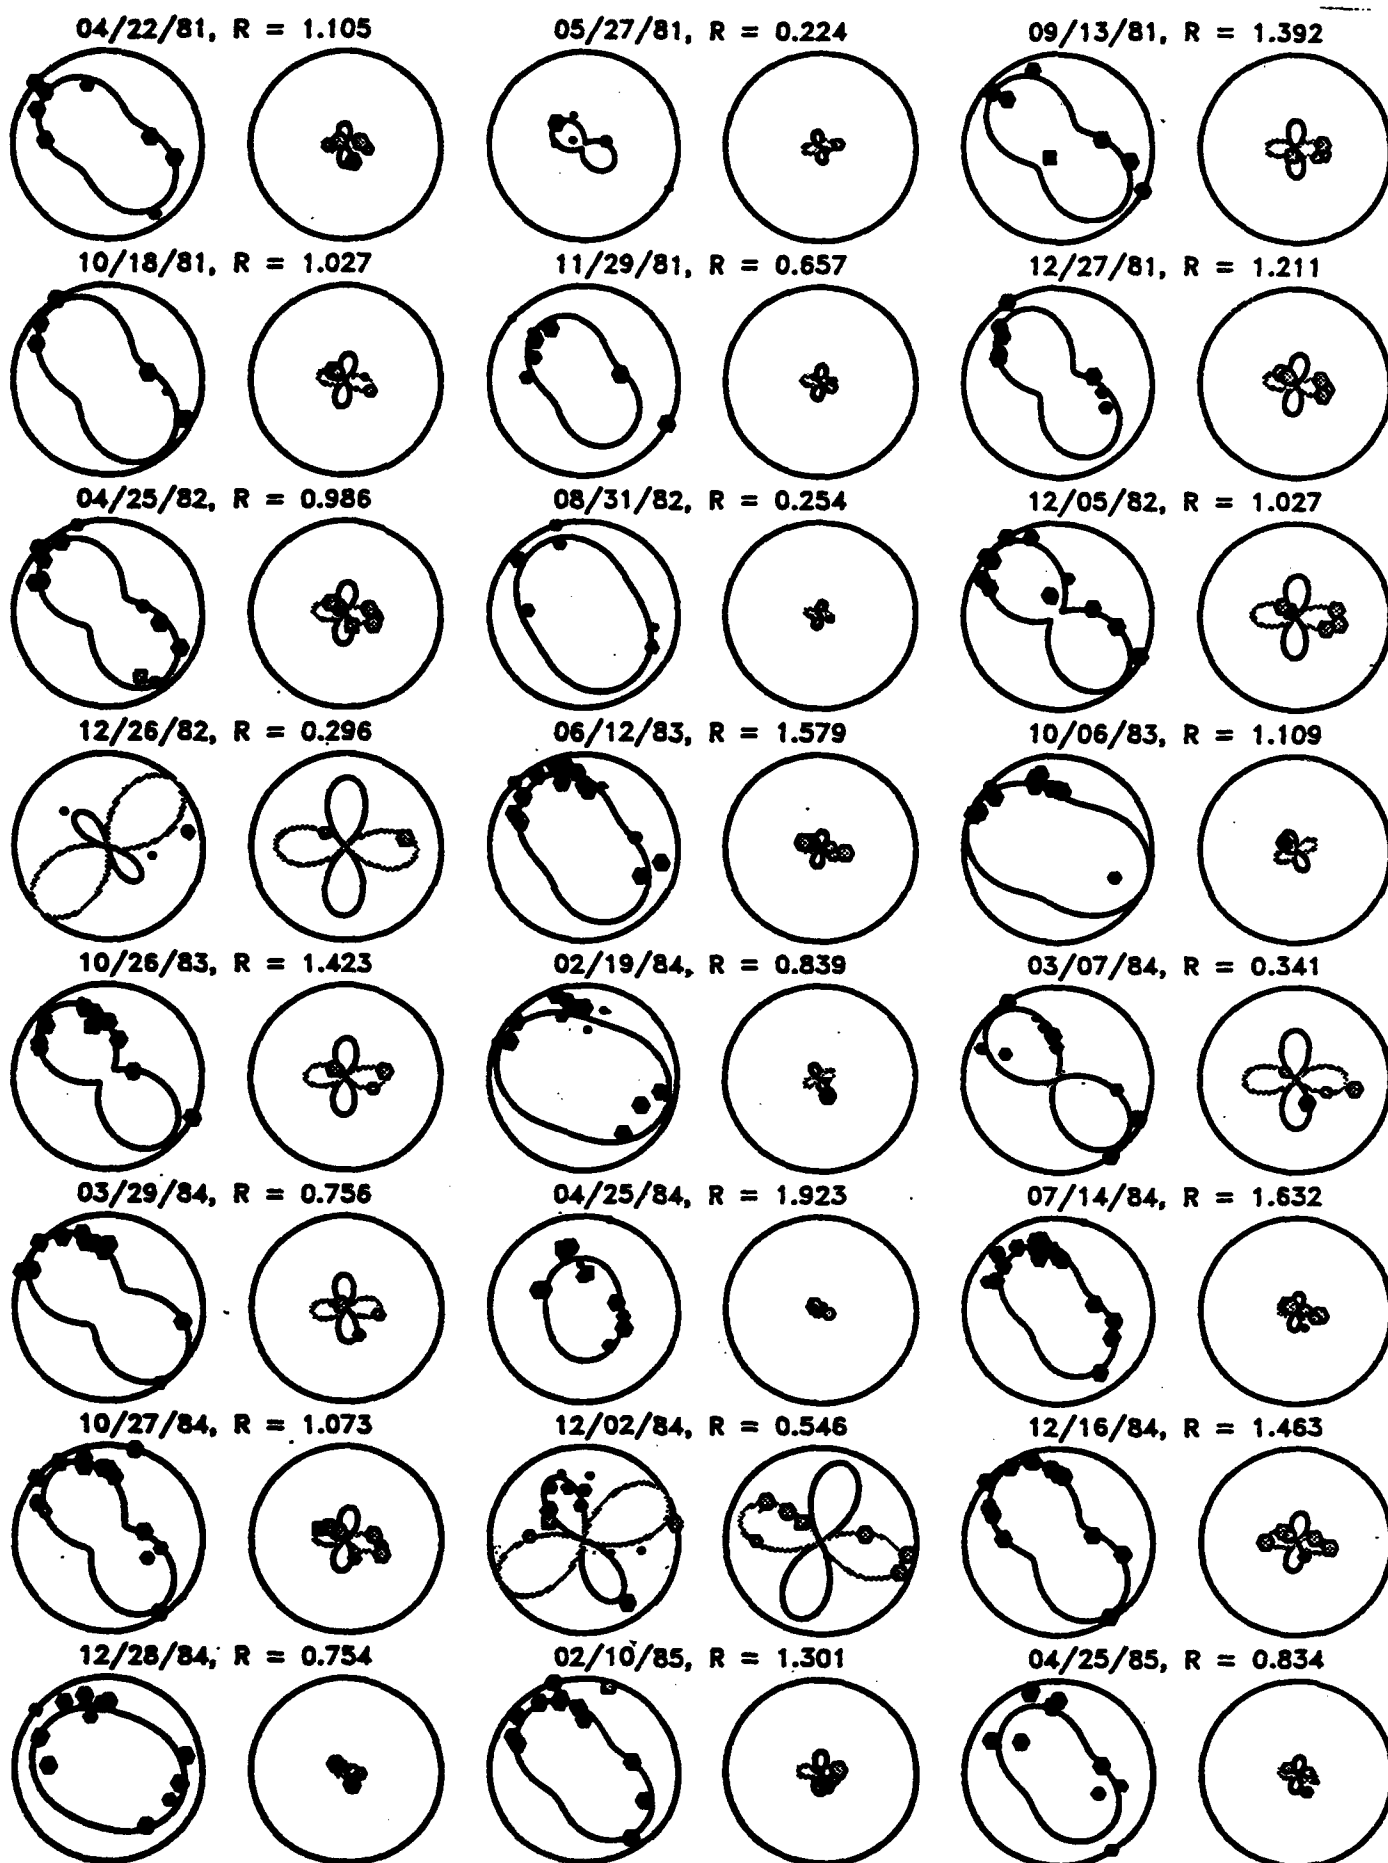 04/22/81, R = 1.105
05/27/81, R = 0.224
09/13/81, R = 1.392
10/18/81, R = 1.027
11/29/81, R = 0.657
12/27/81, R = 1.211
04/25/82, R = 0.986
08/31/82, R = 0.254
12/05/82, R = 1.027
12/26/82, R = 0.296
06/12/83, R = 1.579
10/06/83, R = 1.109
10/26/83, R = 1.423
02/19/84, R = 0.839
03/07/84, R = 0.341
03/29/84, R = 0.756
04/25/84, R = 1.923
07/14/84, R = 1.632
10/27/84, R = 1.073
12/02/84, R = 0.546
12/16/84, R = 1.463
12/28/84, R = 0.754
02/10/85, R = 1.301
04/25/85, R = 0.834